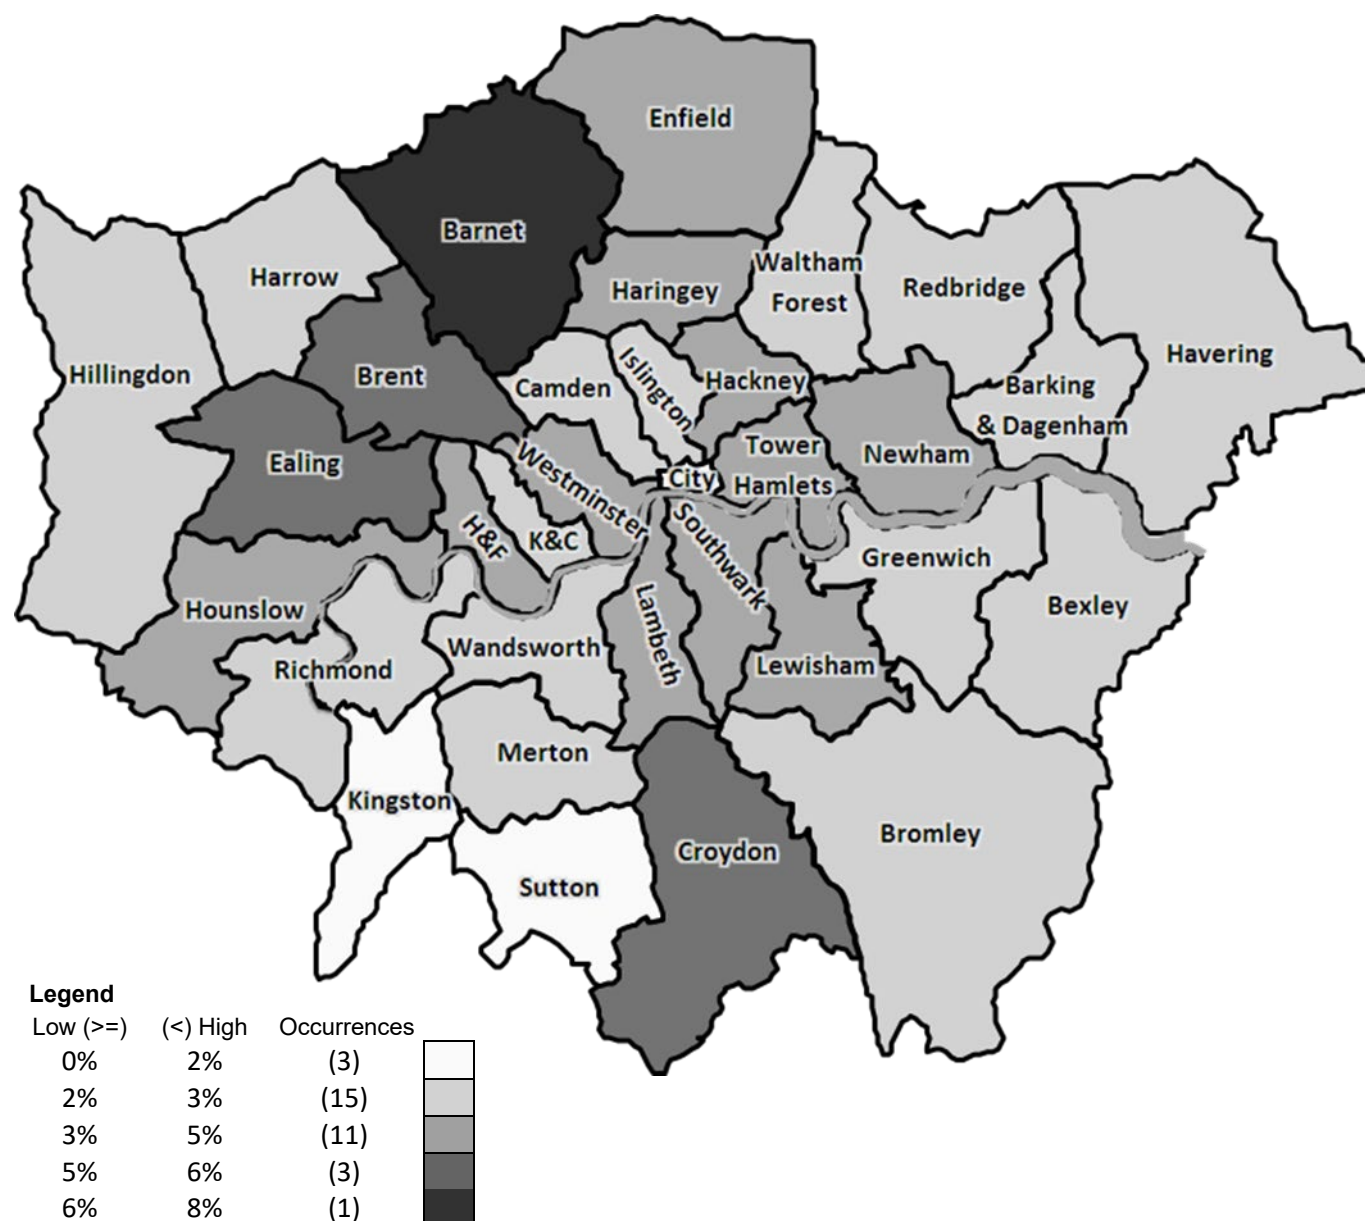 Enfield
Barnet
Harrow
Haringey
Waltham
Forest
Redbridge
Havering
Hillingdon
Brent
Camden
Islington
Hackney
Barking
& Dagenham
Ealing
Westminster
City
Tower
Hamlets
Newham
H&F
K&C
Southwark
Greenwich
Hounslow
Bexley
Richmond
Wandsworth
Lambeth
Lewisham
Merton
Kingston
Sutton
Croydon
Bromley
Legend
Low (>=) (<) High Occurrences
0% 2% (3)
2% 3% (15)
3% 5% (11)
5% 6% (3)
6% 8% (1)